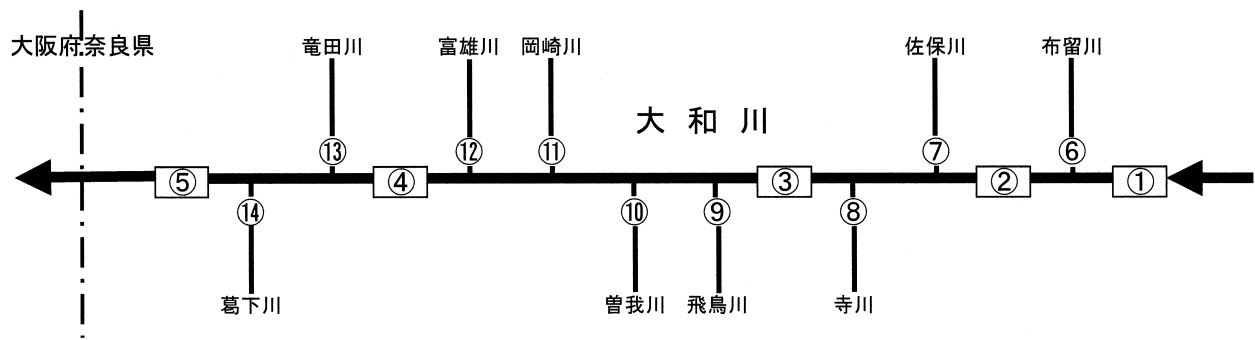 大阪府奈良県
竜田川
富雄川
岡崎川
佐保川
布留川
大和川
⑬
⑫
⑪
⑦
⑥
⑤
④
③
②
①
⑭
⑩
⑨
⑧
葛下川
曽我川
飛鳥川
寺川